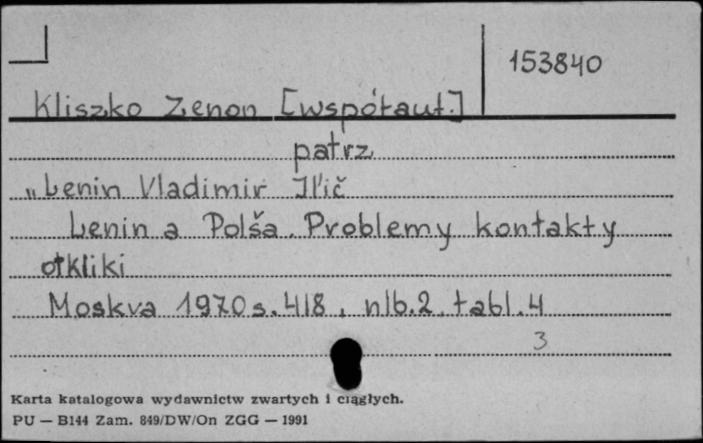 153840
Kliszko Zenon [współaut.]
patrz
„Lenin Vladimir Il'ič
Lenin a Polša. Problemy kontakty
otkliki
Moskva 1970 s. 418, nlb. 2, tabl. 4
3
Karta katalogowa wydawnictw zwartych i ciągłych.
PU — B144 Zam. 849/DW/On ZGG — 1991